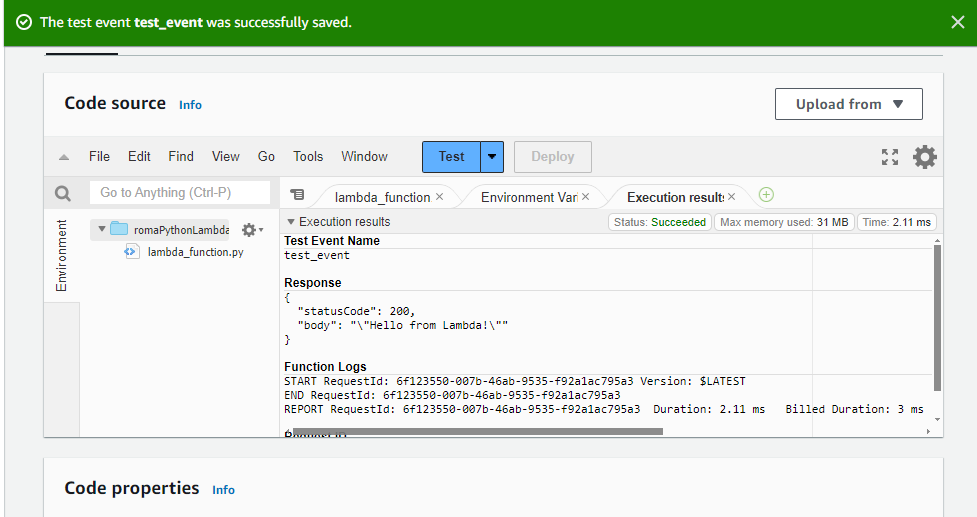 The test event test_event was successfully saved.
Code source Info
Upload from
File Edit Find View Go Tools Window Test Deploy
Go to Anything (Ctrl-P)
lambda_function Environment Var Execution results
Environment
romaPythonLambda
lambda_function.py
Execution results Status: Succeeded Max memory used: 31 MB Time: 2.11 ms
Test Event Name
test_event
Response
{
"statusCode": 200,
"body": "\"Hello from Lambda!\""
}
Function Logs
START RequestId: 6f123550-007b-46ab-9535-f92a1ac795a3 Version: $LATEST
END RequestId: 6f123550-007b-46ab-9535-f92a1ac795a3
REPORT RequestId: 6f123550-007b-46ab-9535-f92a1ac795a3 Duration: 2.11 ms Billed Duration: 3 ms
Request ID
Code properties Info